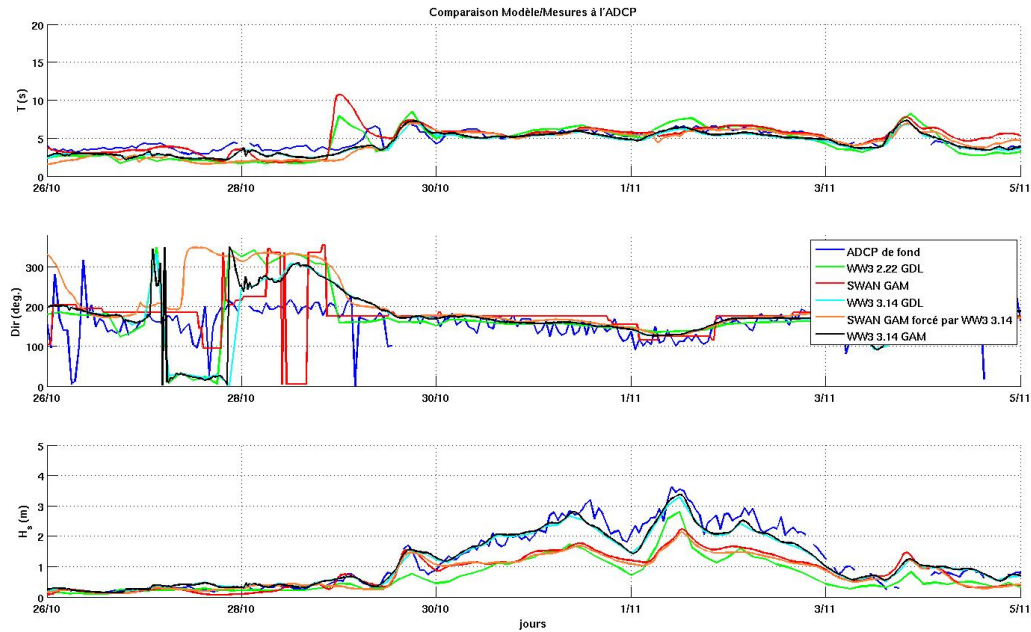 Comparaison Modèle/Mesures à l'ADCP
T (s)
20
15
10
5
0
26/10 28/10 30/10 1/11 3/11 5/11
Dir (deg.)
300
200
100
0
26/10 28/10 30/10 1/11 3/11 5/11
ADCP de fond
WW3 2.22 GDL
SWAN GAM
WW3 3.14 GDL
SWAN GAM forcé par WW3 3.14
WW3 3.14 GAM
H_s (m)
5
4
3
2
1
0
26/10 28/10 30/10 1/11 3/11 5/11
jours